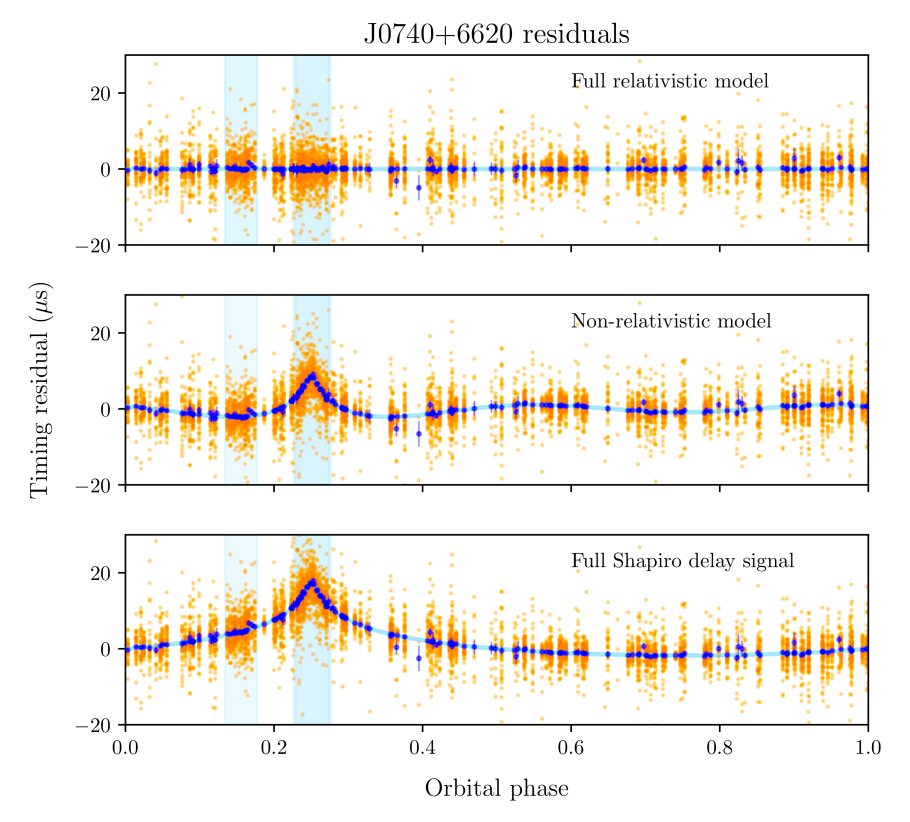 J0740+6620 residuals
Full relativistic model
20
0
−20
Non-relativistic model
20
0
−20
Timing residual (μs)
Full Shapiro delay signal
20
0
−20
0.0 0.2 0.4 0.6 0.8 1.0
Orbital phase